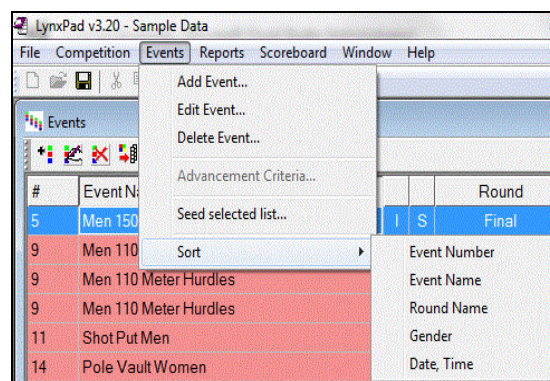 LynxPad v3.20 - Sample Data
File Competition Events Reports Scoreboard Window Help
Add Event...
Edit Event...
Delete Event...
Advancement Criteria...
Seed selected list...
Sort
Event Number
Event Name
Round Name
Gender
Date, Time
Events
# Event Na Round
5 Men 150 I S Final
9 Men 110
9 Men 110 Meter Hurdles
9 Men 110 Meter Hurdles
11 Shot Put Men
14 Pole Vault Women